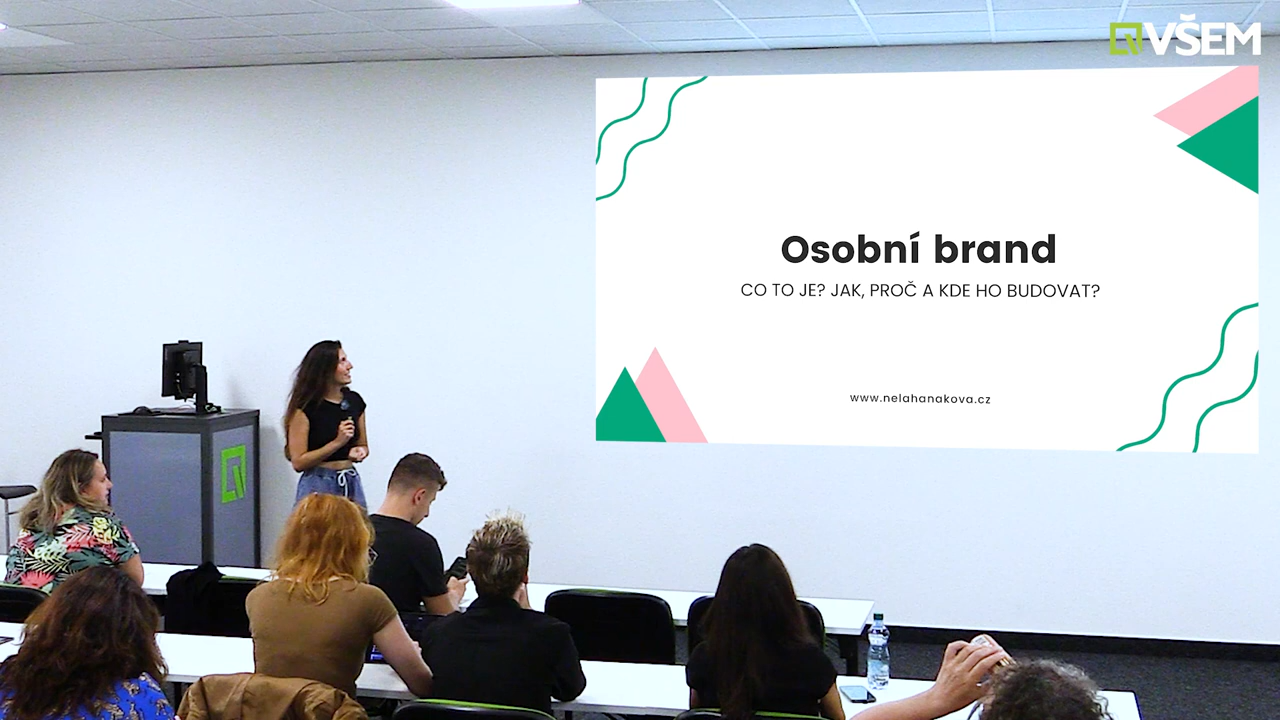 VŠEM
Osobní brand
CO TO JE? JAK, PROČ A KDE HO BUDOVAT?
www.nelahanakova.cz